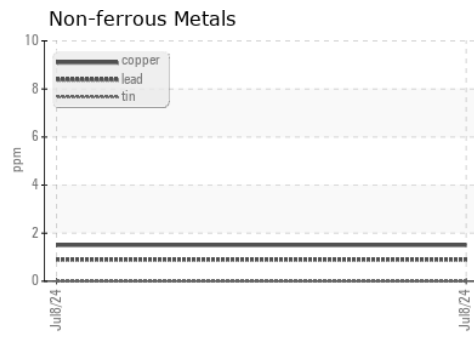 Non-ferrous Metals
10
8
6
4
2
0
ppm
copper
lead
tin
Jul8/24
Jul8/24